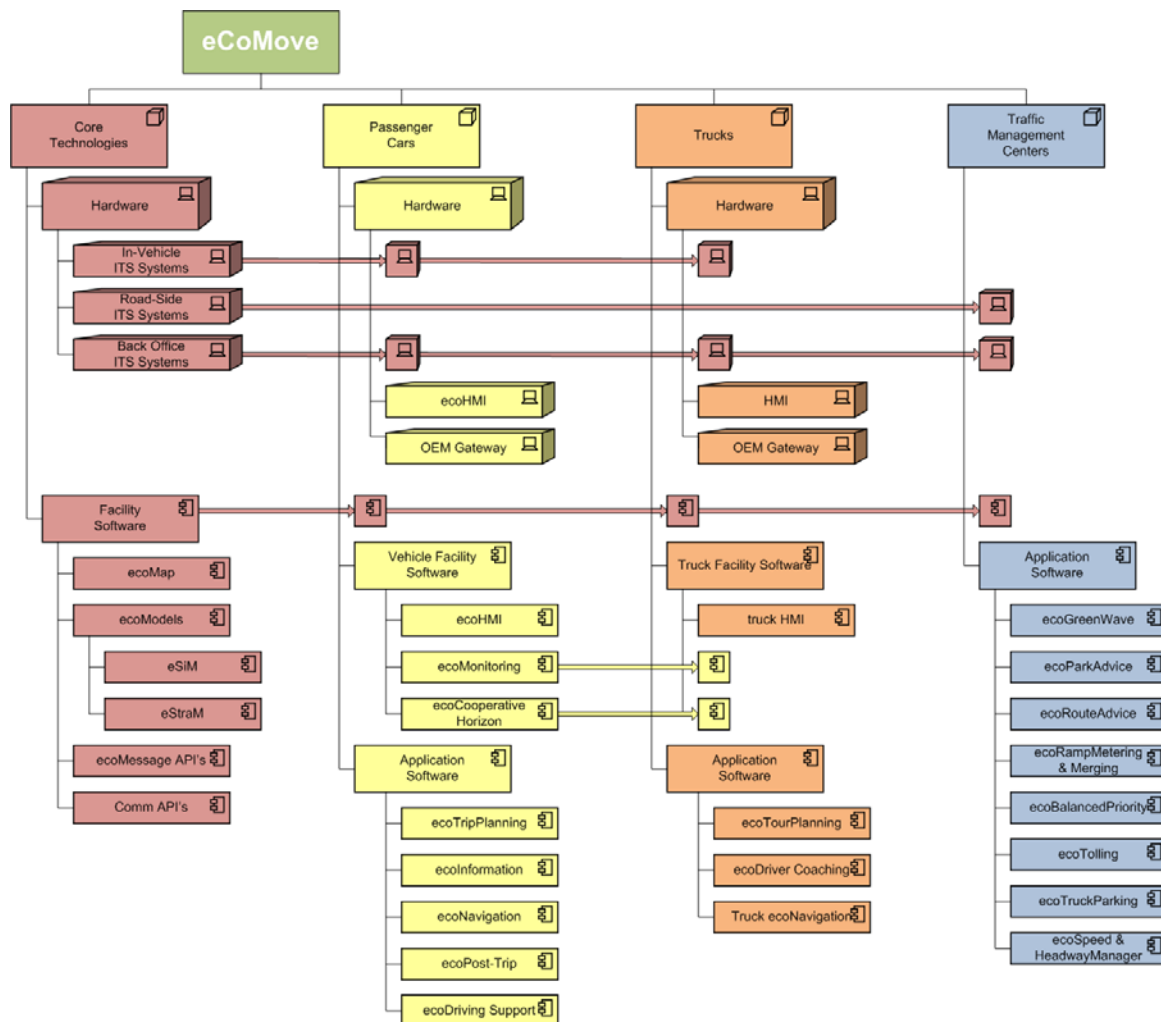 eCoMove
Core
Technologies
Passenger
Cars
Trucks
Traffic
Management
Centers
Hardware
Hardware
Hardware
In-Vehicle
ITS Systems
Road-Side
ITS Systems
Back Office
ITS Systems
ecoHMI
HMI
OEM Gateway
OEM Gateway
Facility
Software
Vehicle Facility
Software
Truck Facility Software
Application
Software
ecoMap
ecoModels
eSiM
eStraM
ecoMessage API's
Comm API's
ecoHMI
ecoMonitoring
ecoCooperative
Horizon
Application
Software
ecoTripPlanning
ecoInformation
ecoNavigation
ecoPost-Trip
ecoDriving Support
truck HMI
Application
Software
ecoTourPlanning
ecoDriver Coaching
Truck ecoNavigation
ecoGreenWave
ecoParkAdvice
ecoRouteAdvice
ecoRampMetering
& Merging
ecoBalancedPriority
ecoTolling
ecoTruckParking
ecoSpeed &
HeadwayManager